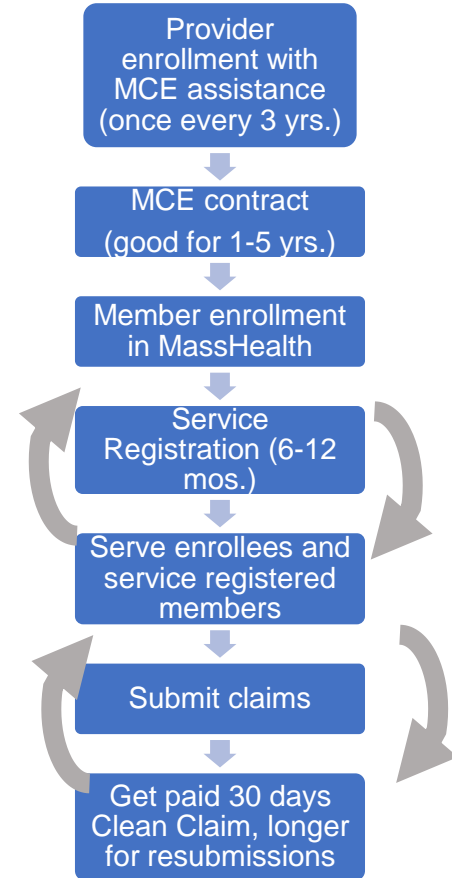 Provider
enrollment with
MCE assistance
(once every 3 yrs.)
MCE contract
(good for 1-5 yrs.)
Member enrollment
in MassHealth
Service
Registration (6-12
mos.)
Serve enrollees and
service registered
members
Submit claims
Get paid 30 days
Clean Claim, longer
for resubmissions